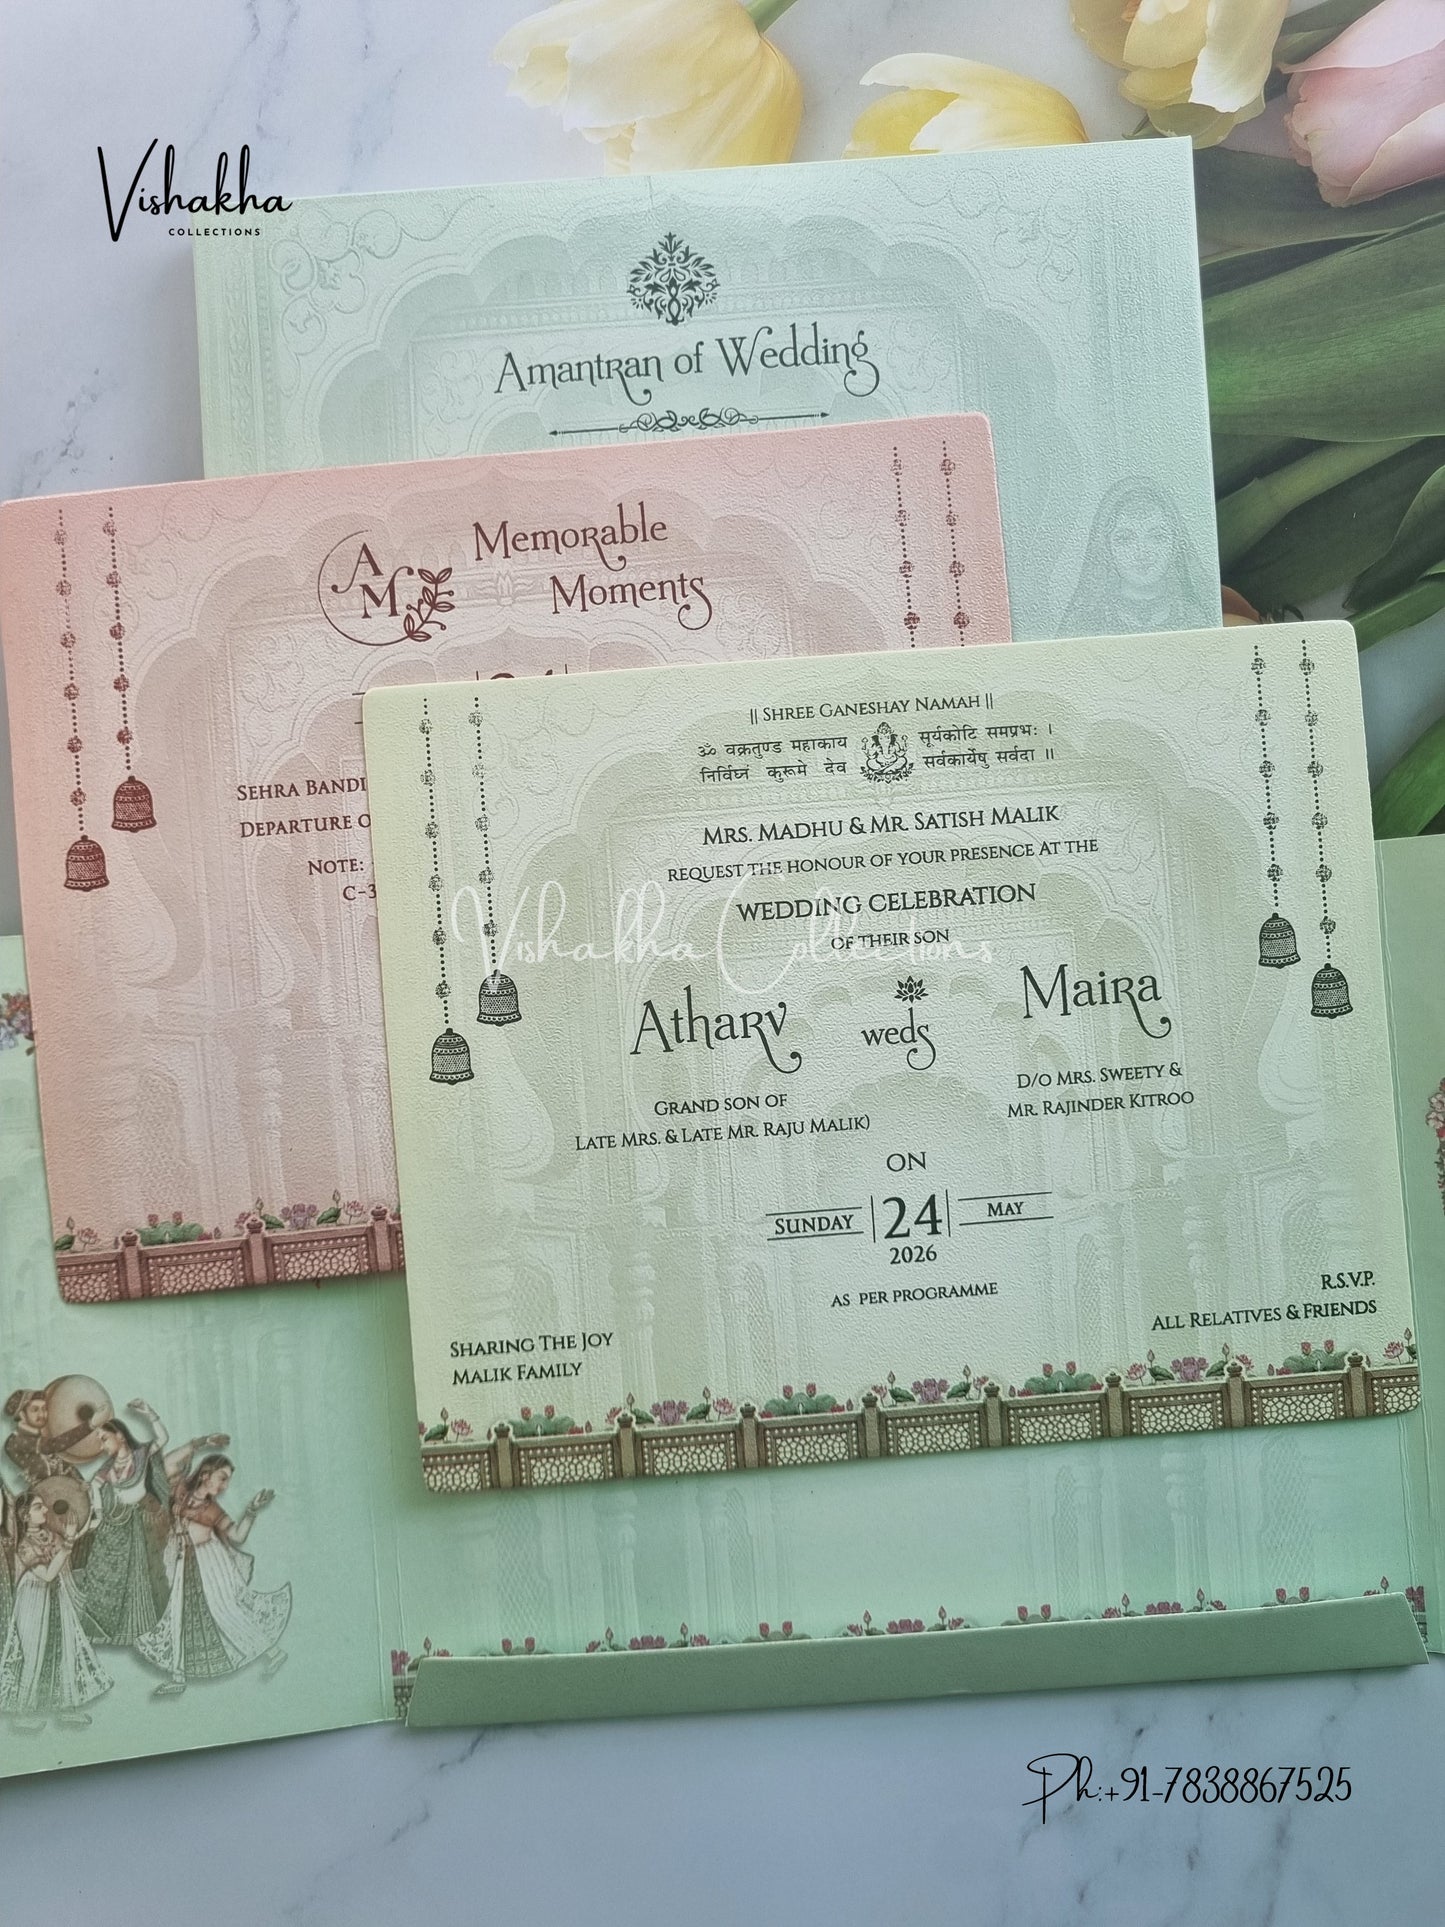 Vishakha
COLLECTIONS
Amantran of Wedding
A
M
Memorable
Moments
SEHRA BANDI
DEPARTURE O
NOTE:
C-3
|| SHREE GANESHAY NAMAH ||
ॐ वक्रतुण्ड महाकाय सूर्यकोटि समप्रभः ।
निर्विघ्नं कुरूमे देव सर्वकार्येषु सर्वदा ॥
MRS. MADHU & MR. SATISH MALIK
REQUEST THE HONOUR OF YOUR PRESENCE AT THE
WEDDING CELEBRATION
OF THEIR SON
Vishakha Collections
Atharv weds Maira
GRAND SON OF
LATE MRS. & LATE MR. RAJU MALIK)
D/O MRS. SWEETY &
MR. RAJINDER KITROO
ON
SUNDAY 24 MAY
2026
AS PER PROGRAMME
SHARING THE JOY
MALIK FAMILY
R.S.V.P.
ALL RELATIVES & FRIENDS
Ph:+91-7838867525